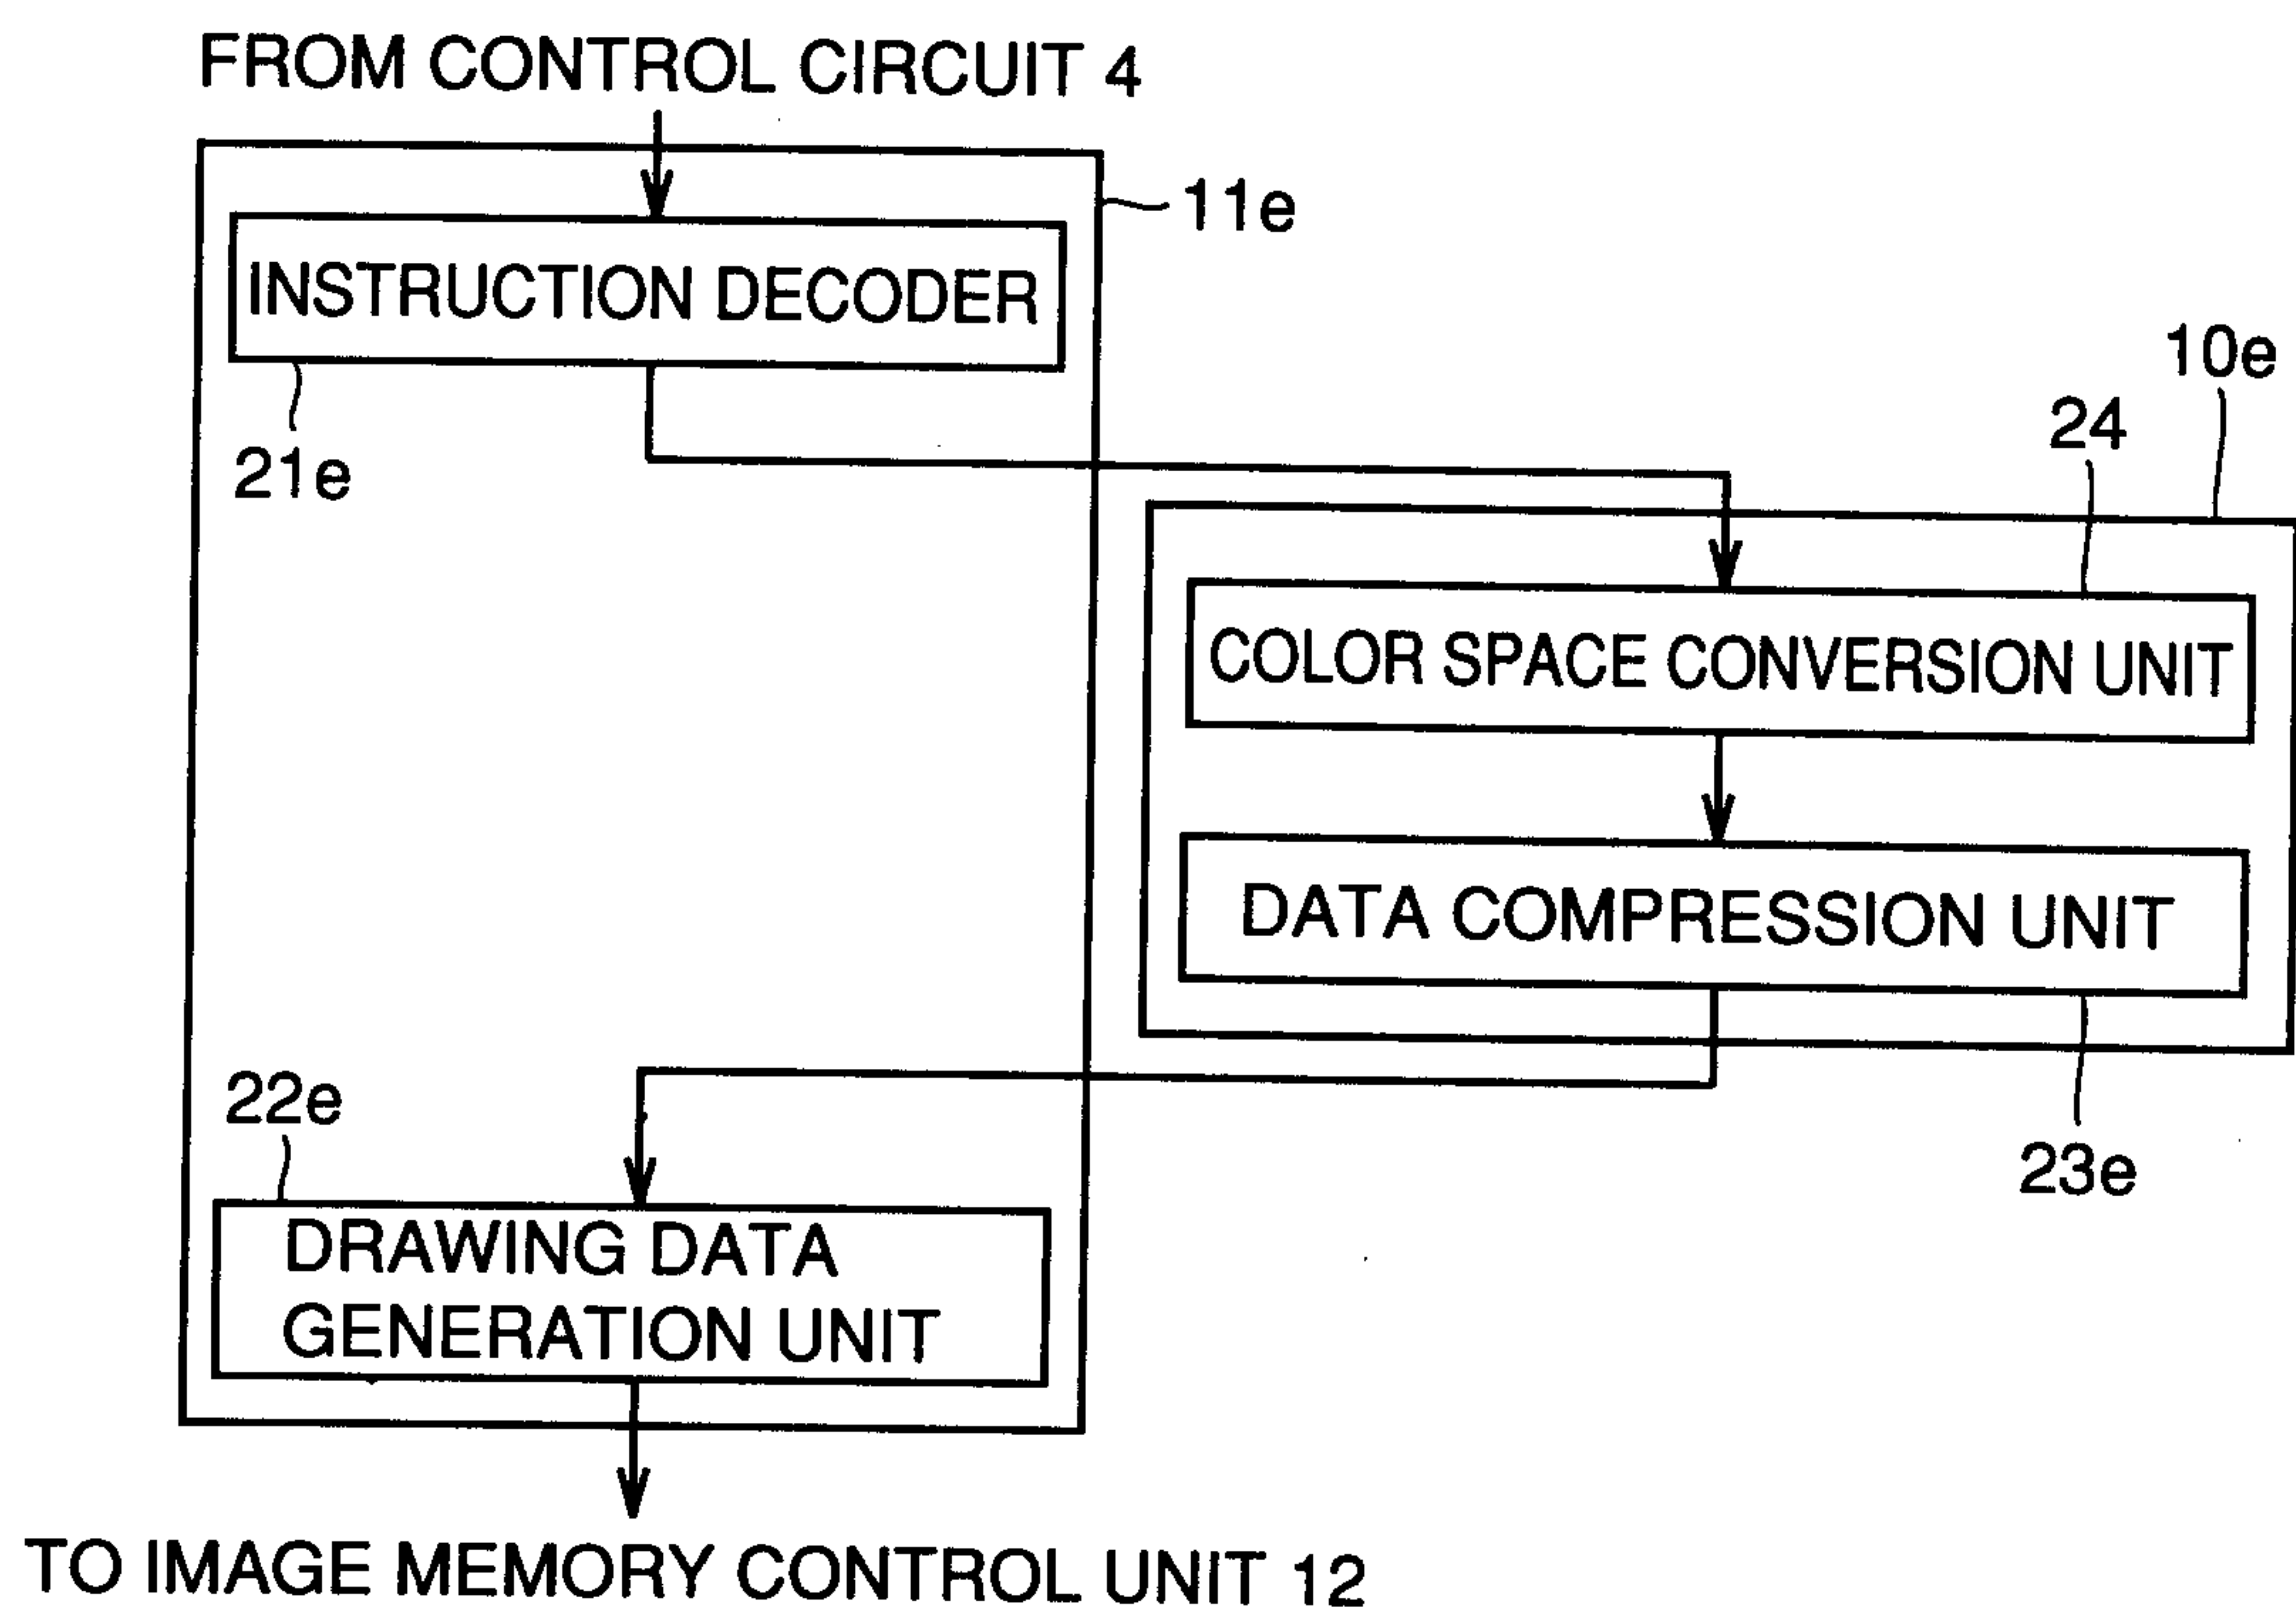 FROM CONTROL CIRCUIT 4
11e
INSTRUCTION DECODER
21e
10e
24
COLOR SPACE CONVERSION UNIT
DATA COMPRESSION UNIT
23e
22e
DRAWING DATA
GENERATION UNIT
TO IMAGE MEMORY CONTROL UNIT 12